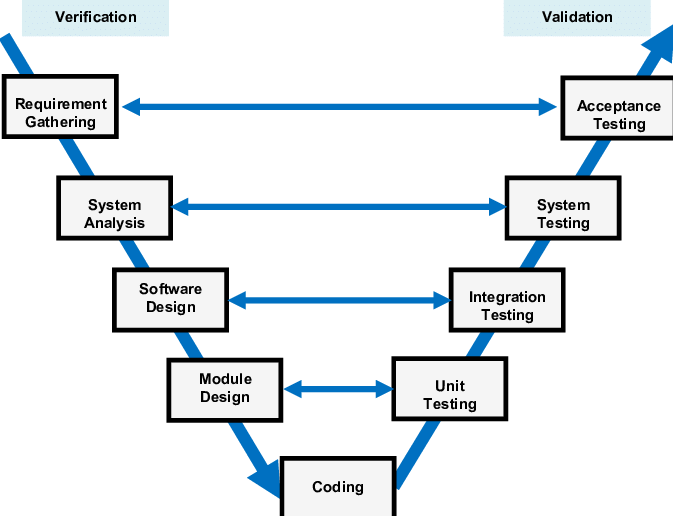 Verification
Validation
Requirement
Gathering
Acceptance
Testing
System
Analysis
System
Testing
Software
Design
Integration
Testing
Module
Design
Unit
Testing
Coding